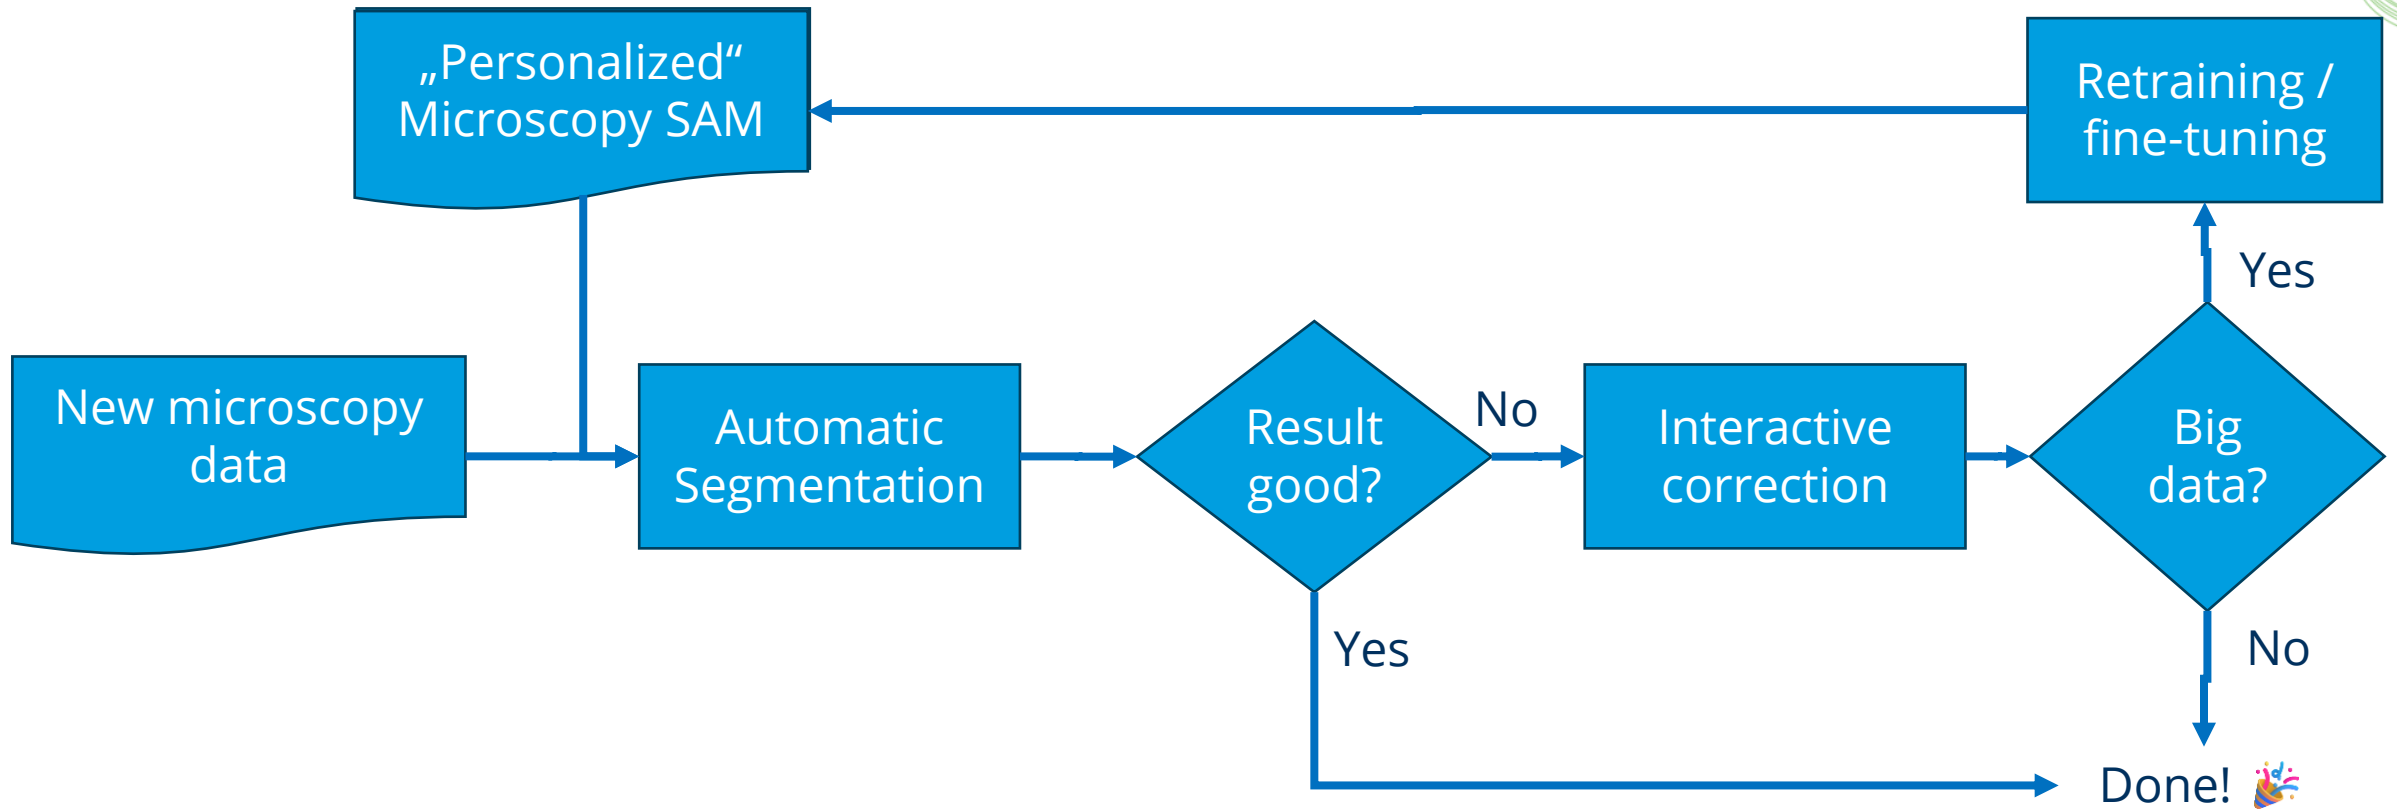 „Personalized“
Microscopy SAM
Retraining /
fine-tuning
Yes
New microscopy
data
Automatic
Segmentation
Result
good?
No
Interactive
correction
Big
data?
Yes
No
Done! 🎉